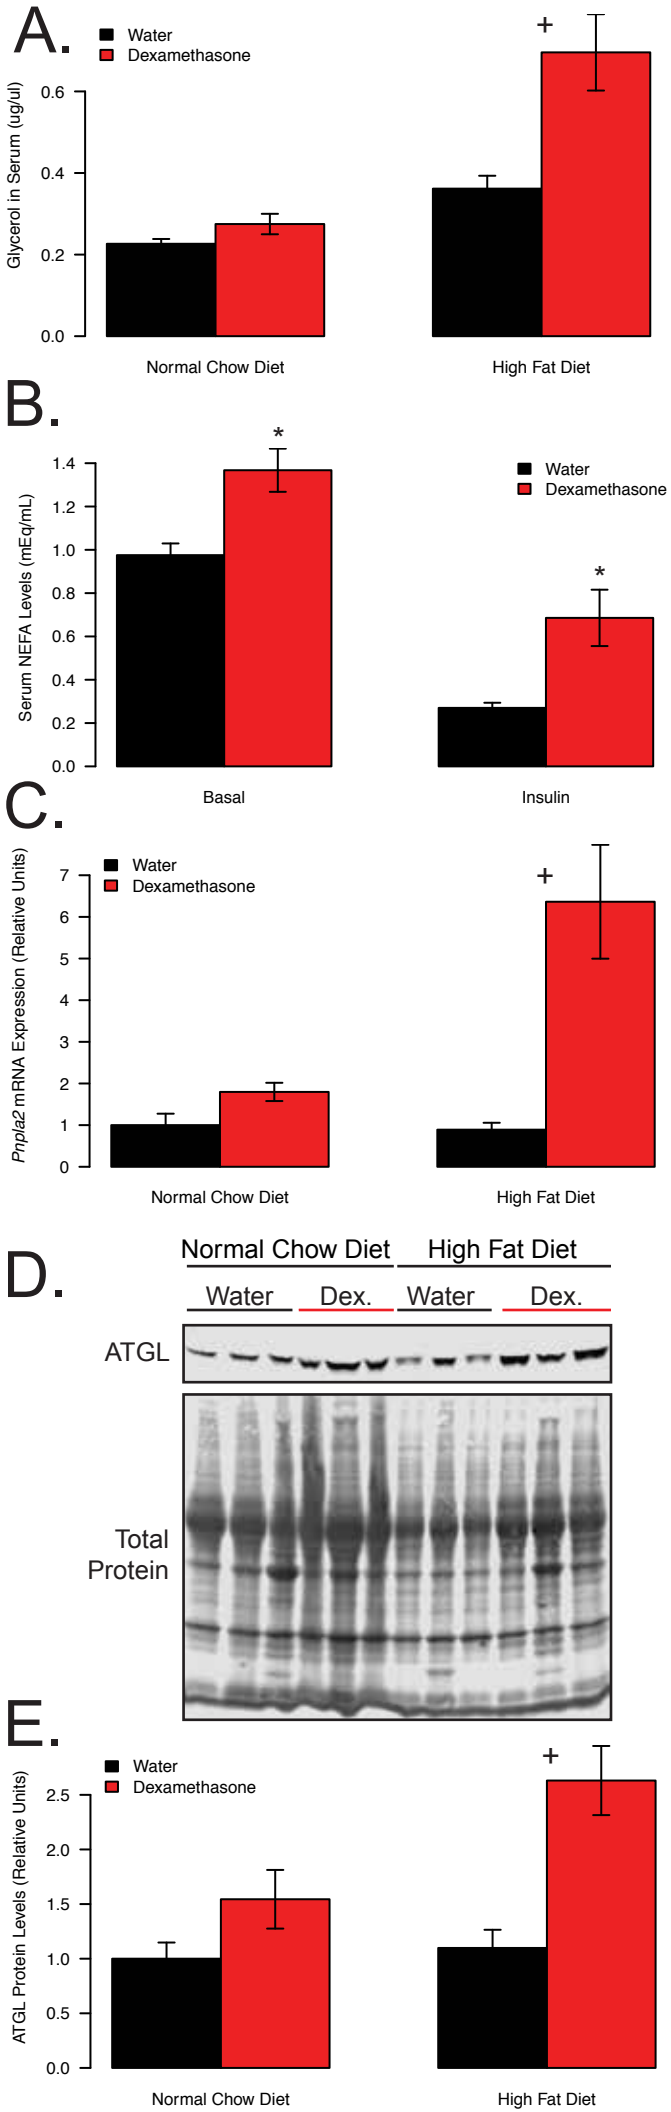 A.
Water
Dexamethasone
+
Glycerol in Serum (ug/ul)
0.6
0.4
0.2
0.0
Normal Chow Diet
High Fat Diet
B.
*
Water
Dexamethasone
*
Serum NEFA Levels (mEq/mL)
1.4
1.2
1.0
0.8
0.6
0.4
0.2
0.0
Basal
Insulin
C.
Water
Dexamethasone
+
Pnpla2 mRNA Expression (Relative Units)
7
6
5
4
3
2
1
0
Normal Chow Diet
High Fat Diet
D.
Normal Chow Diet High Fat Diet
Water Dex. Water Dex.
ATGL
Total
Protein
E.
Water
Dexamethasone
+
ATGL Protein Levels (Relative Units)
2.5
2.0
1.5
1.0
0.5
0.0
Normal Chow Diet
High Fat Diet